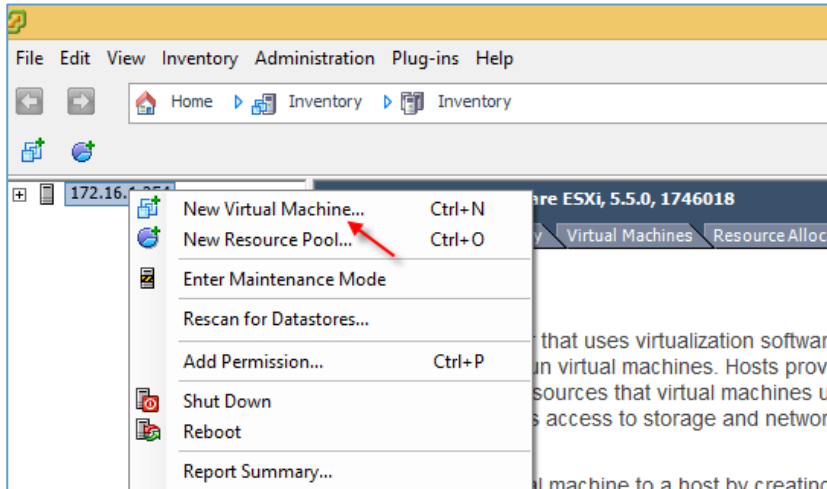 File Edit View Inventory Administration Plug-ins Help
Home Inventory Inventory
172.16.
are ESXi, 5.5.0, 1746018
New Virtual Machine... Ctrl+N
y Virtual Machines Resource Alloc
New Resource Pool... Ctrl+O
Enter Maintenance Mode
Rescan for Datastores...
that uses virtualization softwar
Add Permission... Ctrl+P
un virtual machines. Hosts prov
sources that virtual machines u
Shut Down
s access to storage and networ
Reboot
Report Summary...
al machine to a host by creating